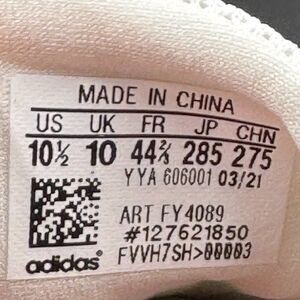 MADE IN CHINA
US UK FR JP CHN
10½ 10 44⅔ 285 275
YYA 606001 03/21
ART FY4089
#127621850
FVVH7SH>00003
adidas